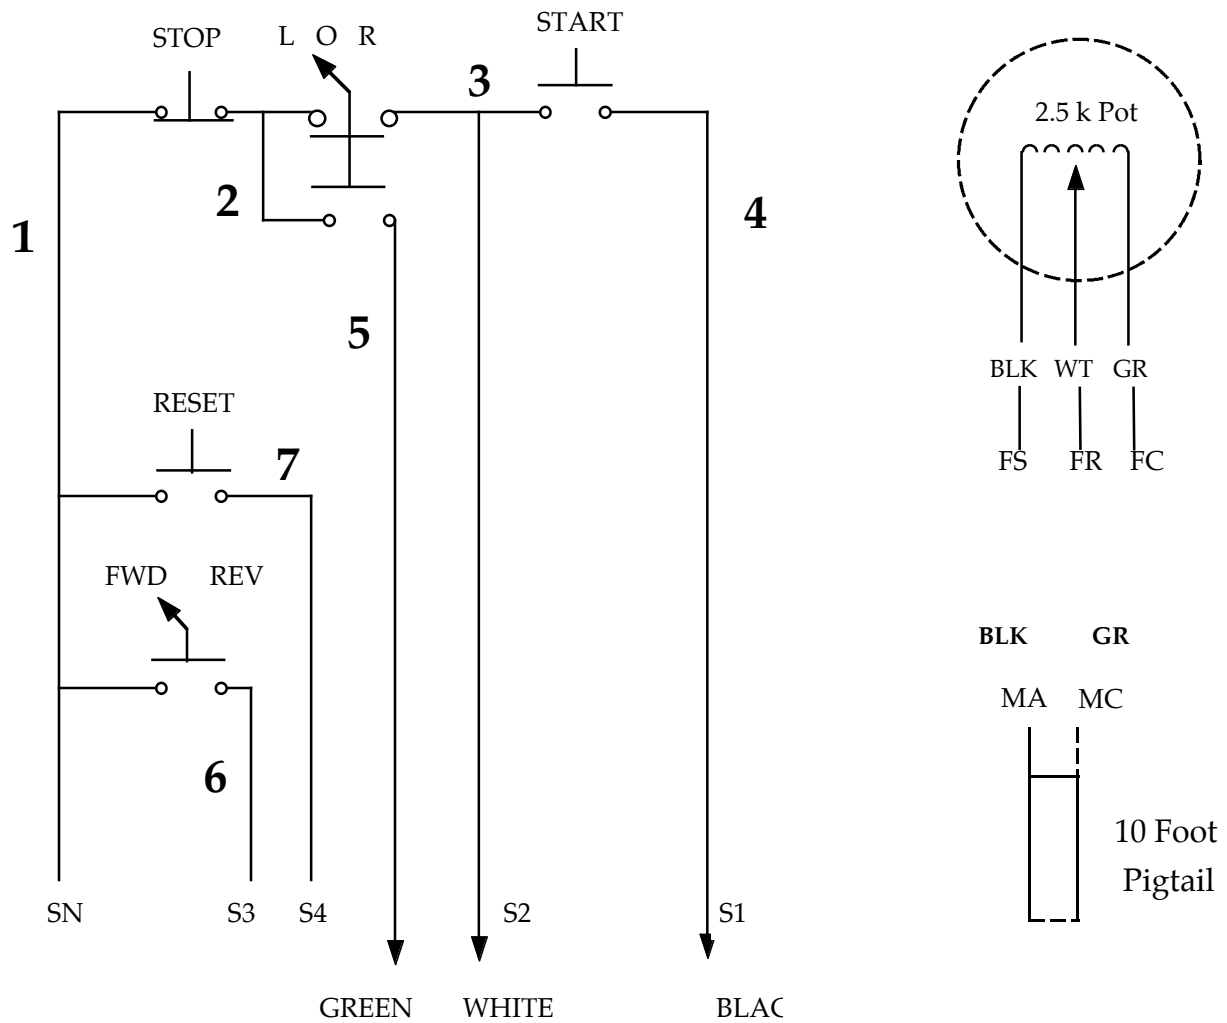 START
STOP
L O R
3
2.5 k Pot
2
1
4
5
BLK WT GR
RESET
7
FS FR FC
FWD REV
BLK GR
MA MC
6
10 Foot
Pigtail
SN S3 S4 S2 S1
GREEN WHITE BLAC